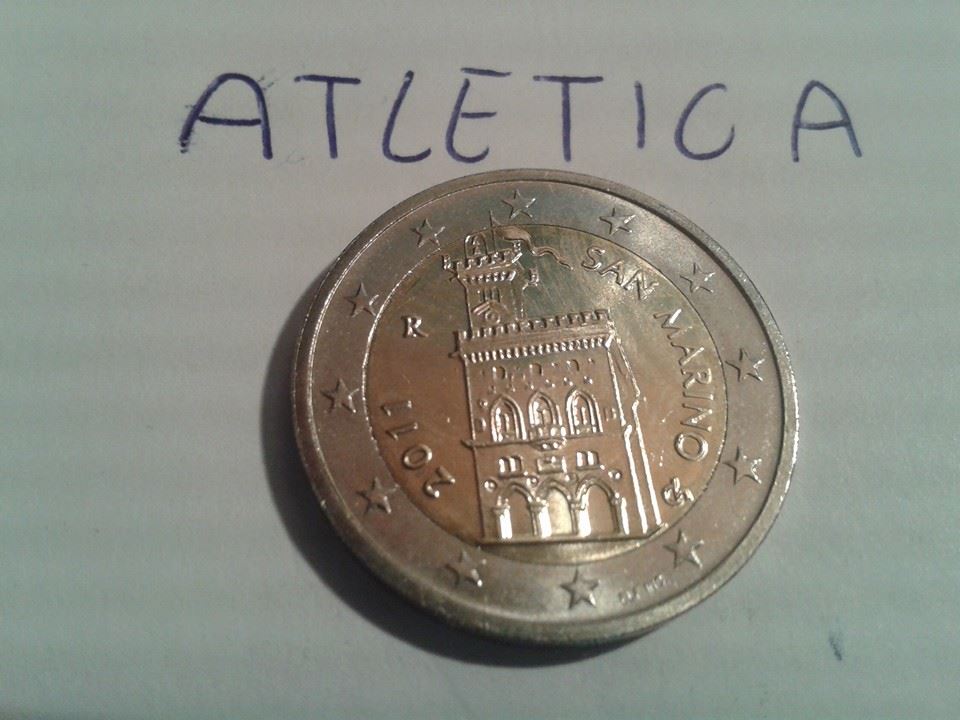 ATLETICA
R
SAN MARINO
2011